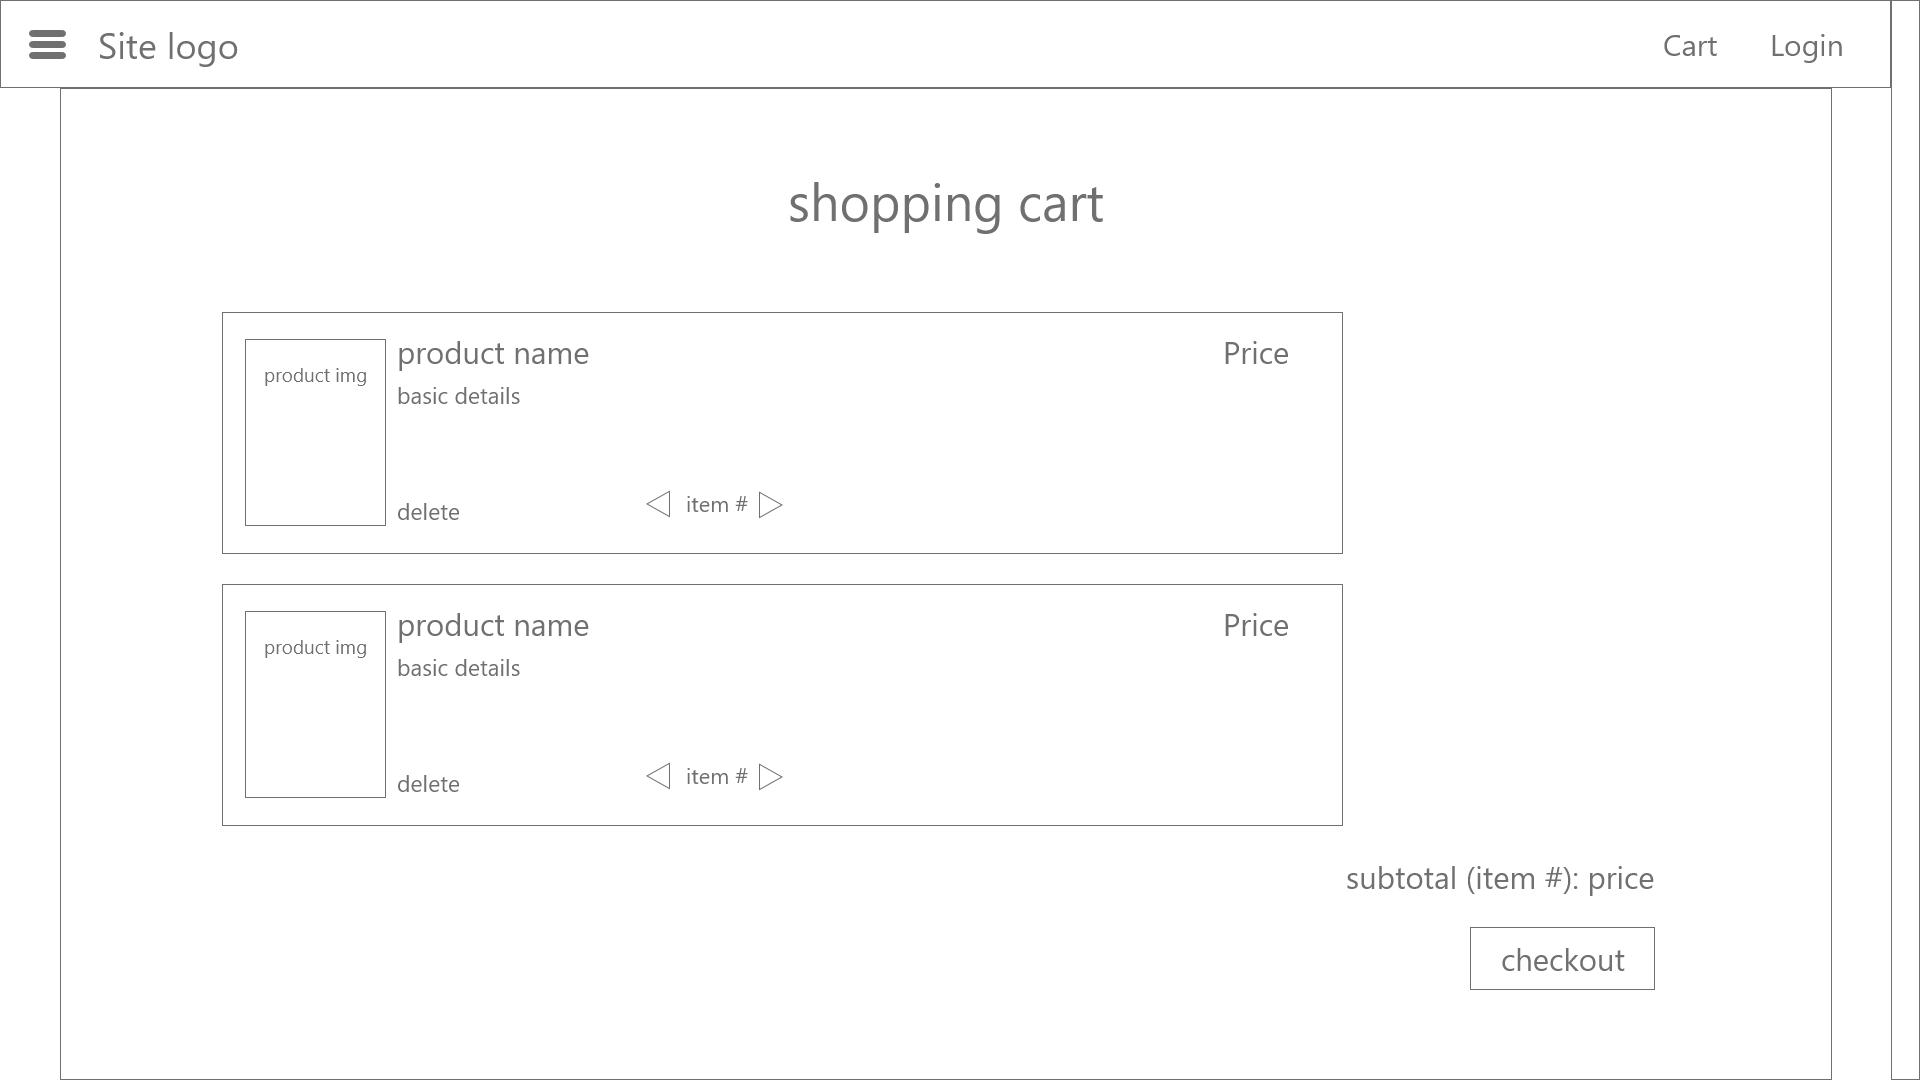 Site logo
Cart
Login
shopping cart
product img
product name
Price
basic details
delete
item #
product img
product name
Price
basic details
delete
item #
subtotal (item #): price
checkout